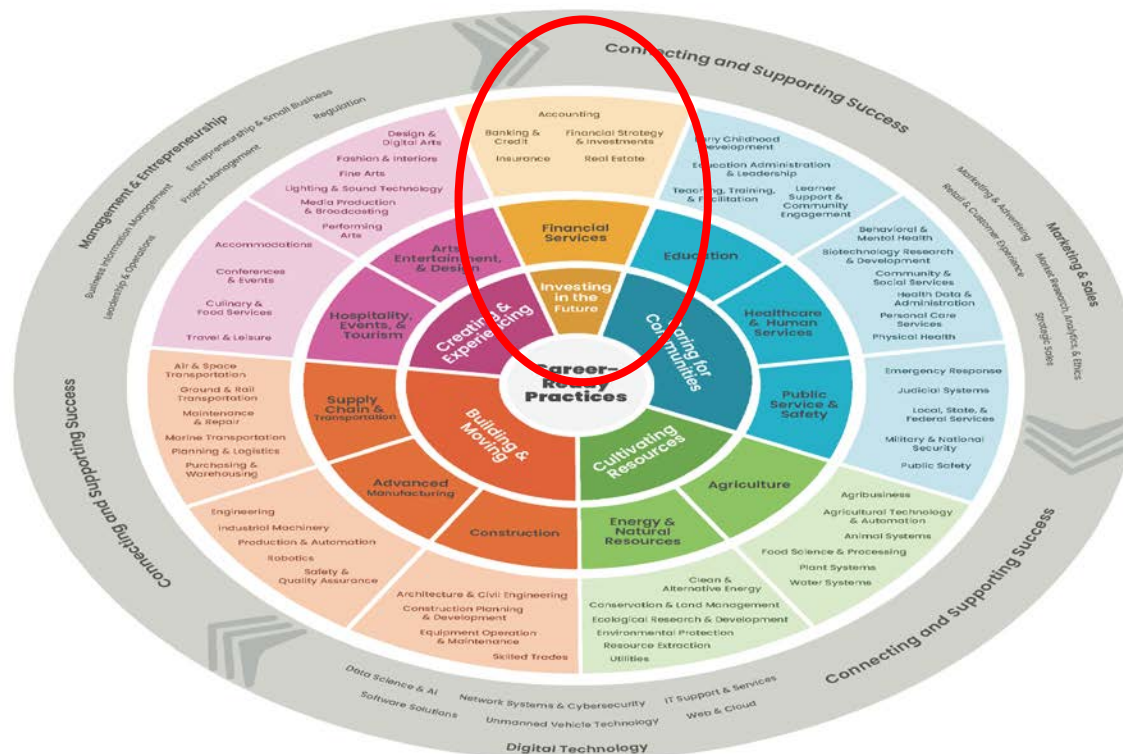 Connecting and Supporting Success
Management & Entrepreneurship
Entrepreneurship & Small Business
Regulation
Business Information Management
Project Management
Leadership & Operations
Marketing & Sales
Marketing & Advertising
Retail & Customer Experience
Market Research, Analytics, & Ethics
Strategic Sales
Accounting
Banking &
Credit
Financial Strategy
& Investments
Insurance
Real Estate
Financial
Services
Investing
in the
Future
Design &
Digital Arts
Fashion & Interiors
Fine Arts
Lighting & Sound Technology
Media Production
& Broadcasting
Performing
Arts
Arts,
Entertainment,
& Design
Accommodations
Conferences
& Events
Culinary &
Food Services
Travel & Leisure
Hospitality,
Events, &
Tourism
Creating &
Experiencing
Early Childhood
Development
Education Administration
& Leadership
Teaching, Training,
& Facilitation
Learner
Support &
Community
Engagement
Education
Behavioral &
Mental Health
Biotechnology Research
& Development
Community &
Social Services
Health Data &
Administration
Personal Care
Services
Physical Health
Healthcare
& Human
Services
Emergency Response
Judicial Systems
Local, State, &
Federal Services
Military & National
Security
Public Safety
Public
Service &
Safety
Caring for
Communities
Career-
Ready
Practices
Air & Space
Transportation
Ground & Rail
Transportation
Maintenance
& Repair
Marine Transportation
Planning & Logistics
Purchasing &
Warehousing
Supply
Chain &
Transportation
Building &
Moving
Engineering
Industrial Machinery
Production & Automation
Robotics
Safety &
Quality Assurance
Advanced
Manufacturing
Architecture & Civil Engineering
Construction Planning
& Development
Equipment Operation
& Maintenance
Skilled Trades
Construction
Cultivating
Resources
Agriculture
Agribusiness
Agricultural Technology
& Automation
Animal Systems
Food Science & Processing
Plant Systems
Water Systems
Energy &
Natural
Resources
Clean &
Alternative Energy
Conservation & Land Management
Ecological Research & Development
Environmental Protection
Resource Extraction
Utilities
Connecting and Supporting Success
Connecting and Supporting Success
Data Science & AI
Network Systems & Cybersecurity
IT Support & Services
Software Solutions
Unmanned Vehicle Technology
Web & Cloud
Digital Technology